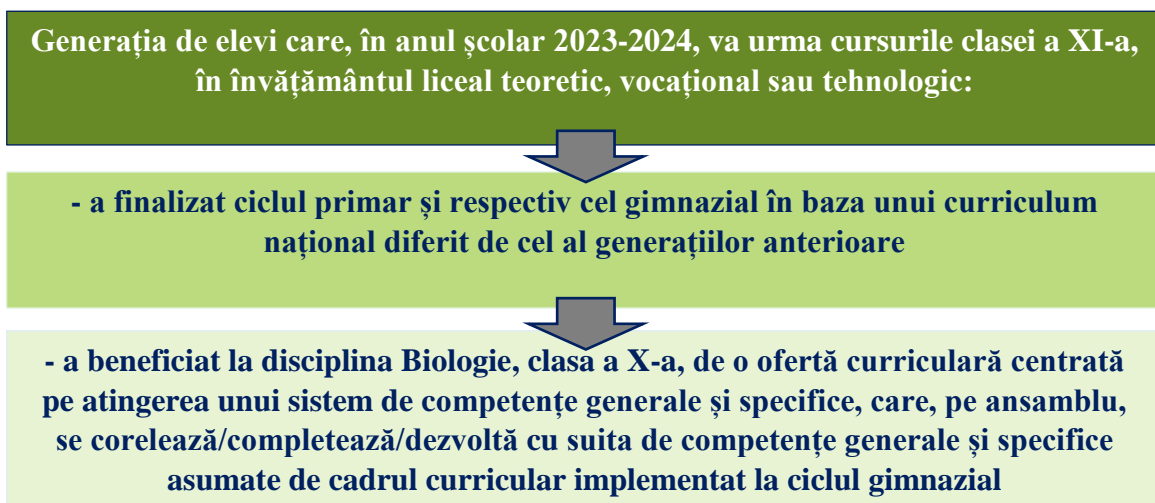 Generația de elevi care, în anul școlar 2023-2024, va urma cursurile clasei a XI-a,
în învățământul liceal teoretic, vocațional sau tehnologic:
- a finalizat ciclul primar și respectiv cel gimnazial în baza unui curriculum
național diferit de cel al generațiilor anterioare
- a beneficiat la disciplina Biologie, clasa a X-a, de o ofertă curriculară centrată
pe atingerea unui sistem de competențe generale și specifice, care, pe ansamblu,
se corelează/completează/dezvoltă cu suita de competențe generale și specifice
asumate de cadrul curricular implementat la ciclul gimnazial